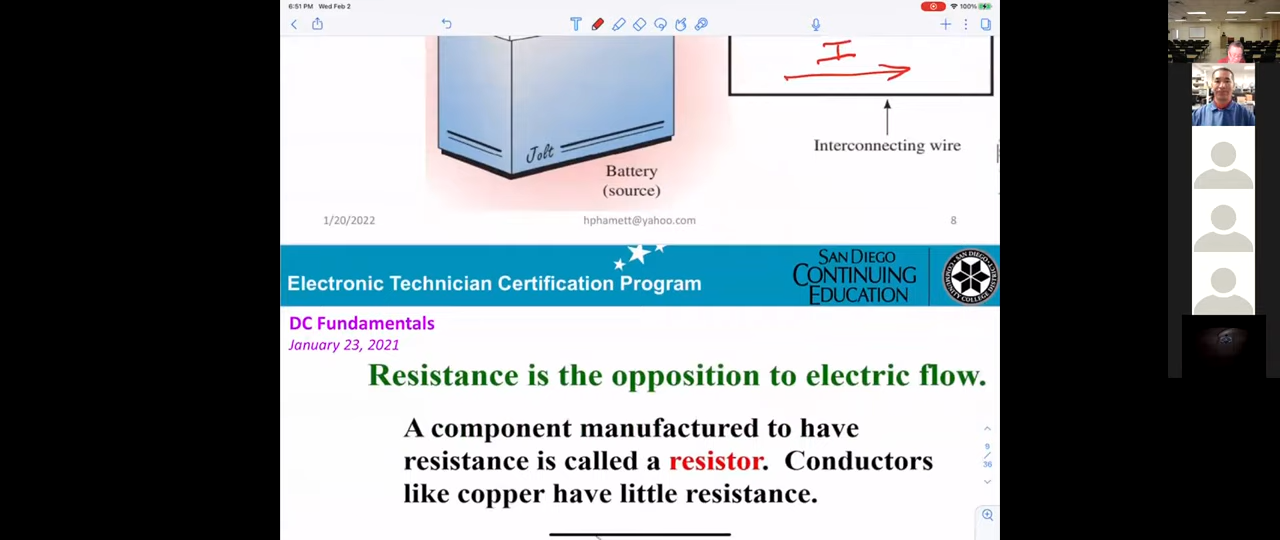 6:51 PM Wed Feb 2
100%
T
I
Interconnecting wire
Jolt
Battery
(source)
1/20/2022
hphamett@yahoo.com
8
Electronic Technician Certification Program
SAN DIEGO
CONTINUING
EDUCATION
DC Fundamentals
January 23, 2021
Resistance is the opposition to electric flow.
A component manufactured to have
resistance is called a resistor. Conductors
like copper have little resistance.
9
/
36